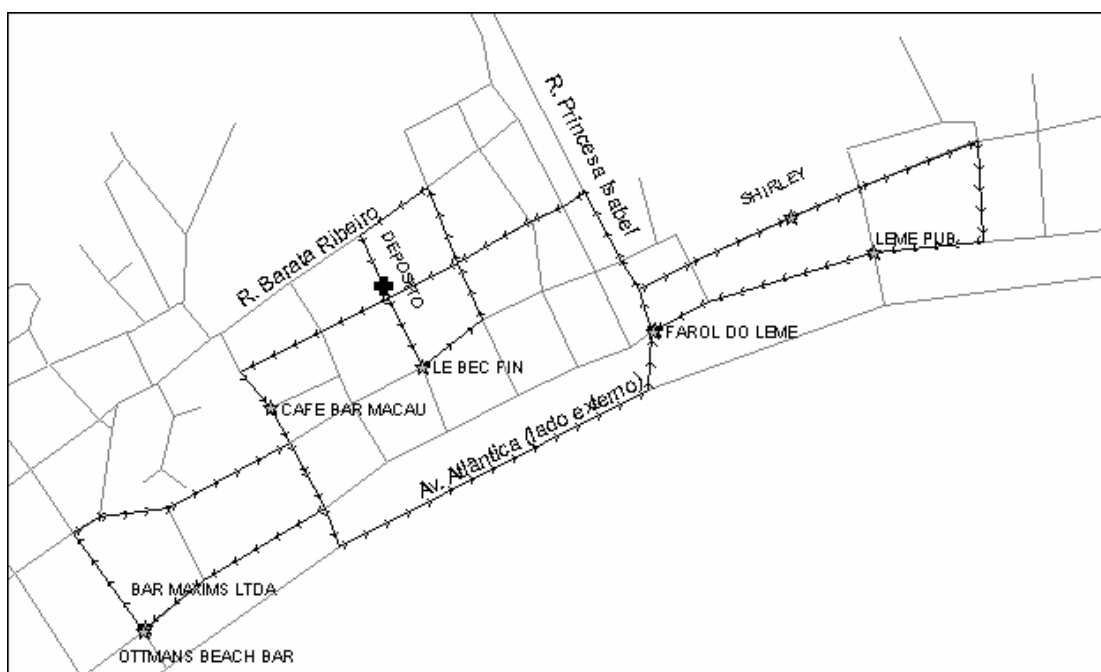 R. Princesa Isabel
SHIRLEY
R. Barata Ribeiro
DEPOSITO
LEME PUB
FAROL DO LEME
LE BEC FIN
CAFE BAR MACAU
Av. Atlântica (lado externo)
BAR MAXIMS LTDA
OTTMANS BEACH BAR